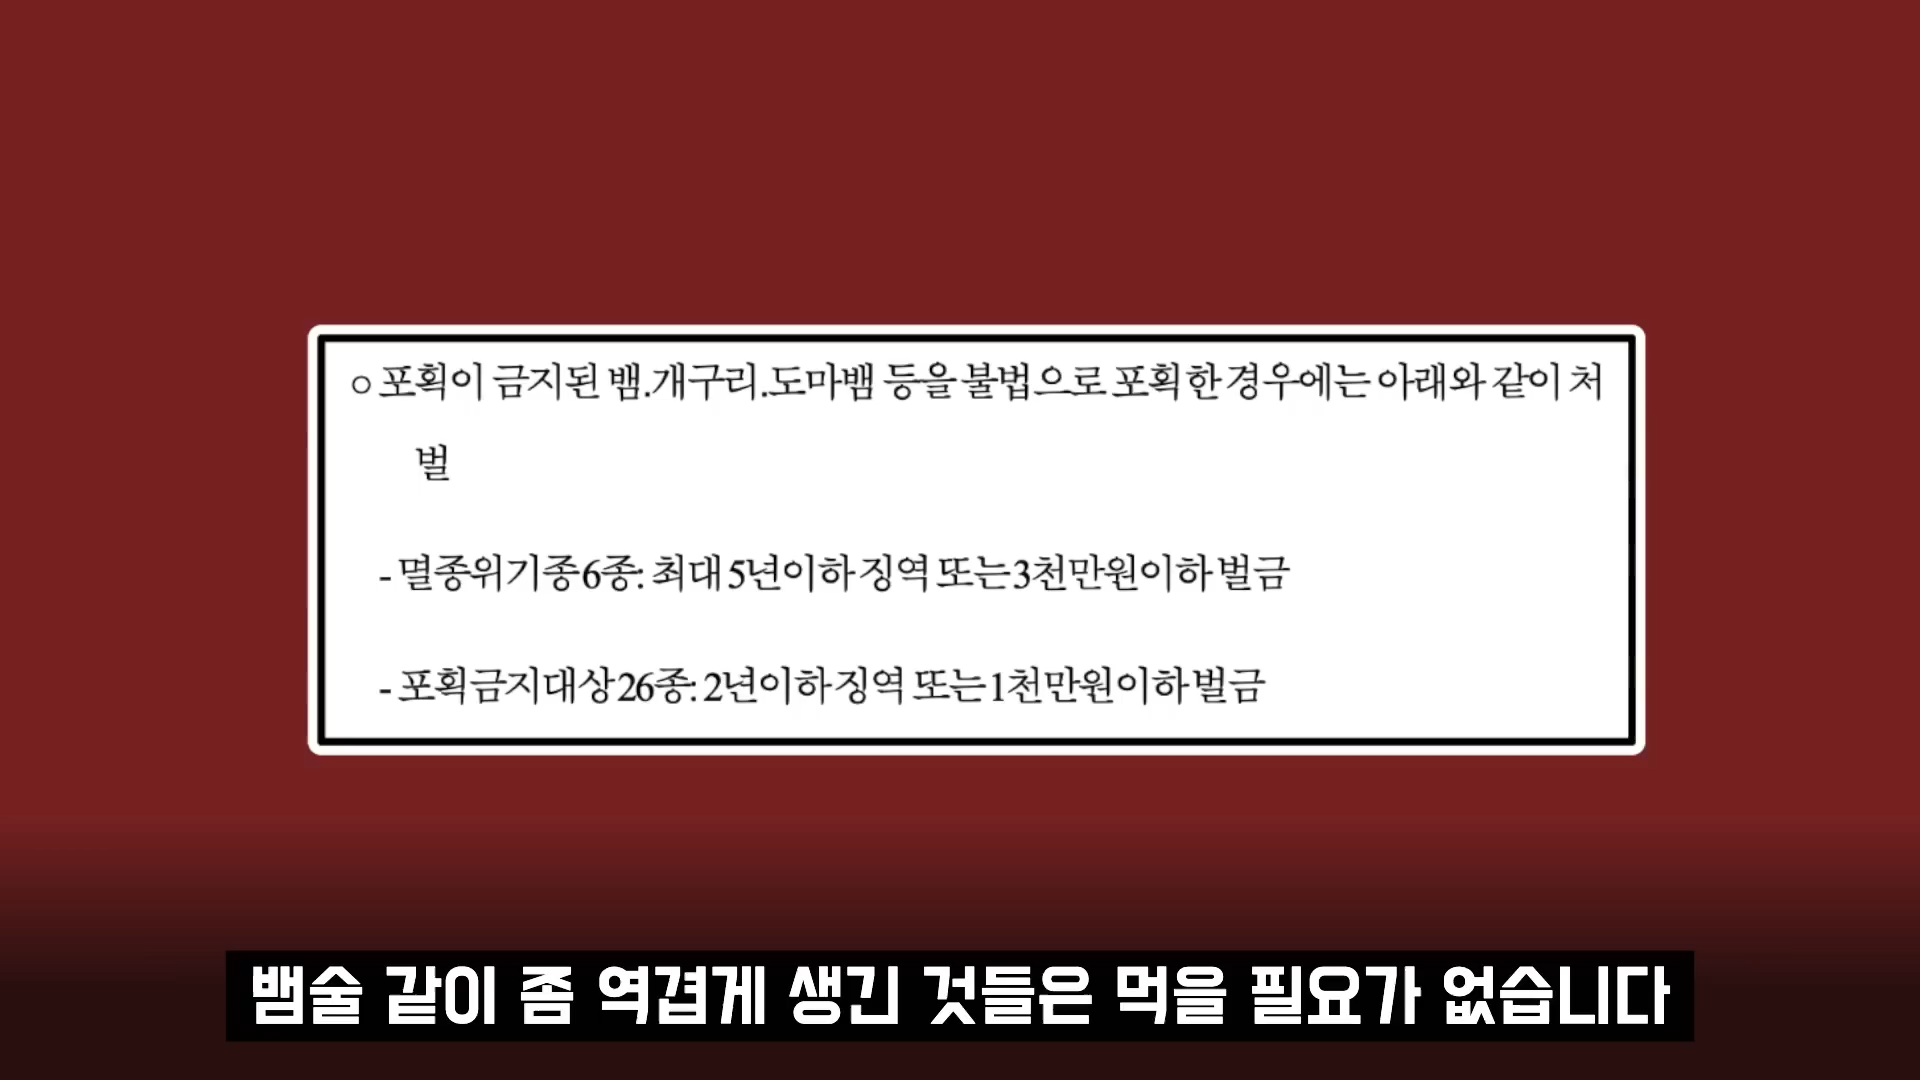 ○ 포획이 금지된 뱀.개구리.도마뱀 등을 불법으로 포획한 경우에는 아래와 같이 처
벌
- 멸종위기종 6종: 최대 5년이하 징역 또는 3천만원이하 벌금
- 포획금지대상 26종: 2년이하 징역 또는 1천만원이하 벌금
뱀술 같이 좀 역겹게 생긴 것들은 먹을 필요가 없습니다